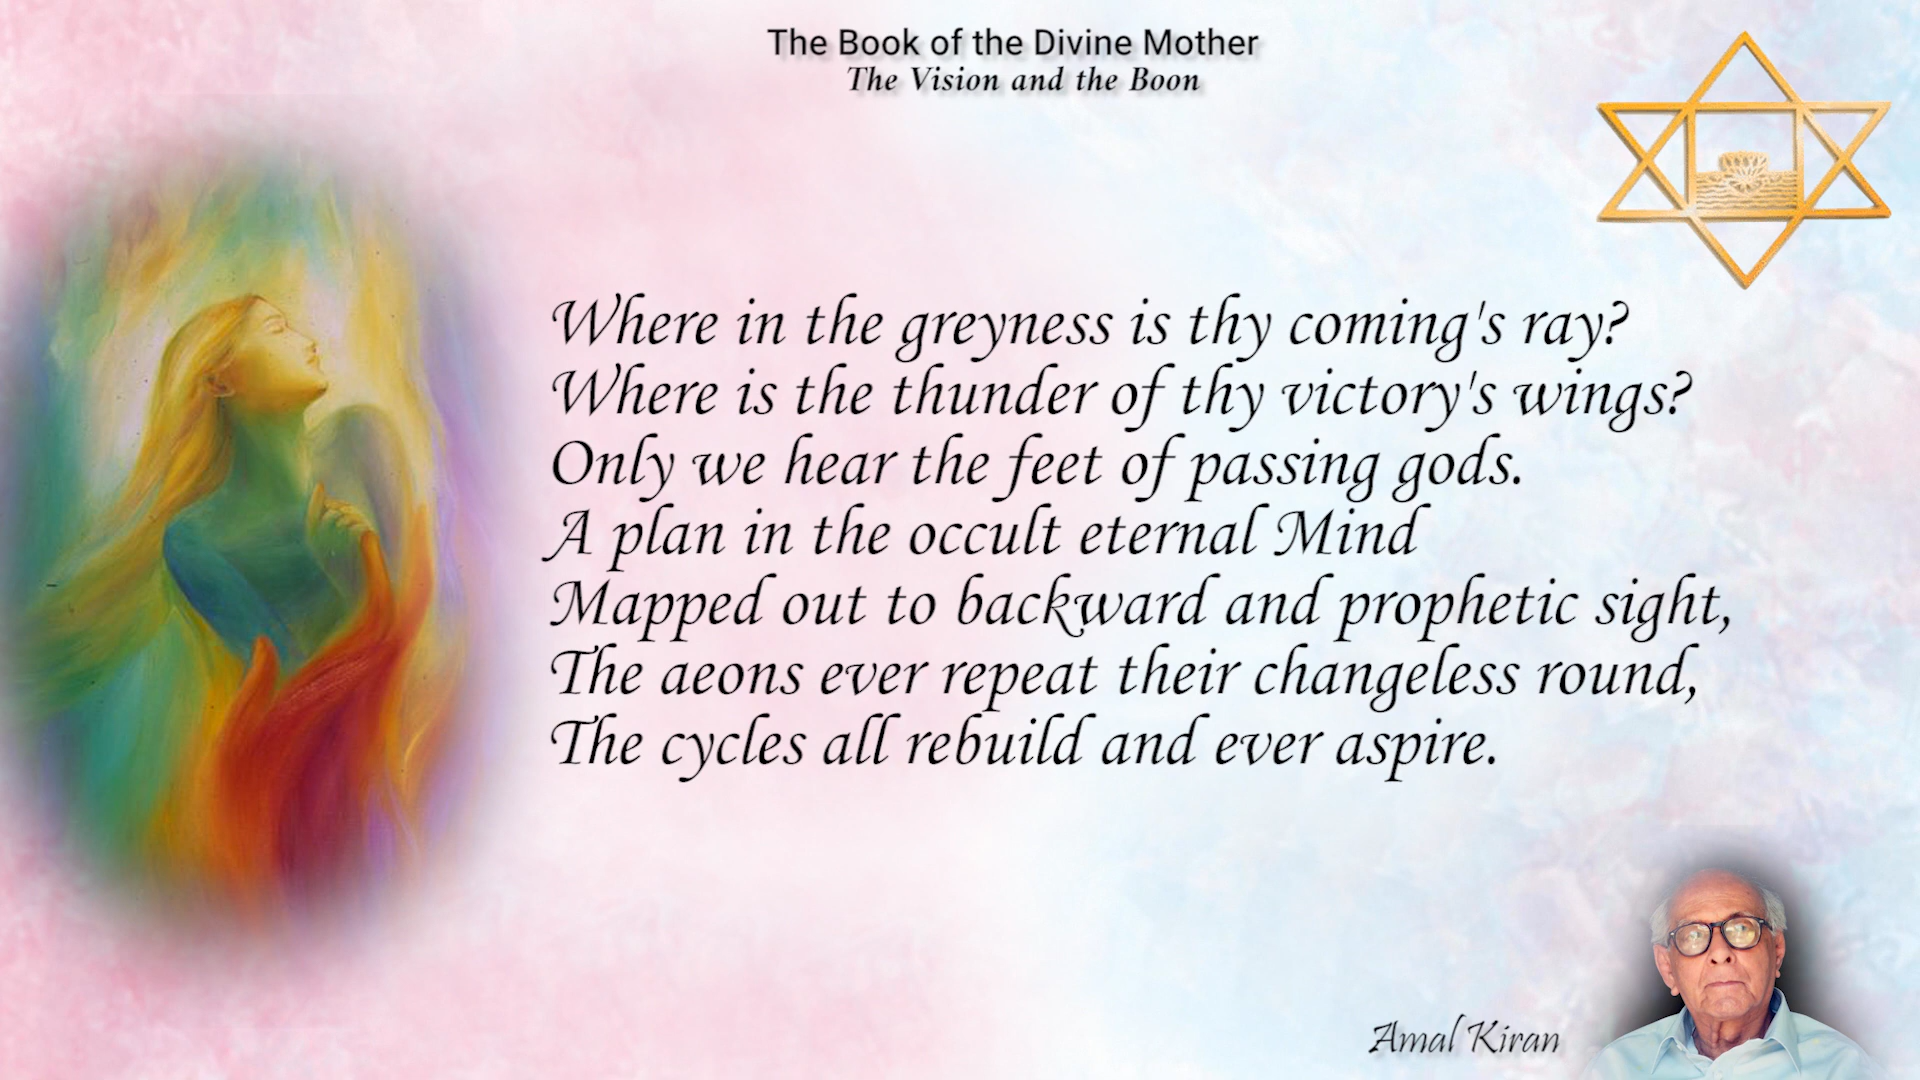 The Book of the Divine Mother
The Vision and the Boon
Where in the greyness is thy coming's ray?
Where is the thunder of thy victory's wings?
Only we hear the feet of passing gods.
A plan in the occult eternal Mind
Mapped out to backward and prophetic sight,
The aeons ever repeat their changeless round,
The cycles all rebuild and ever aspire.
Amal Kiran